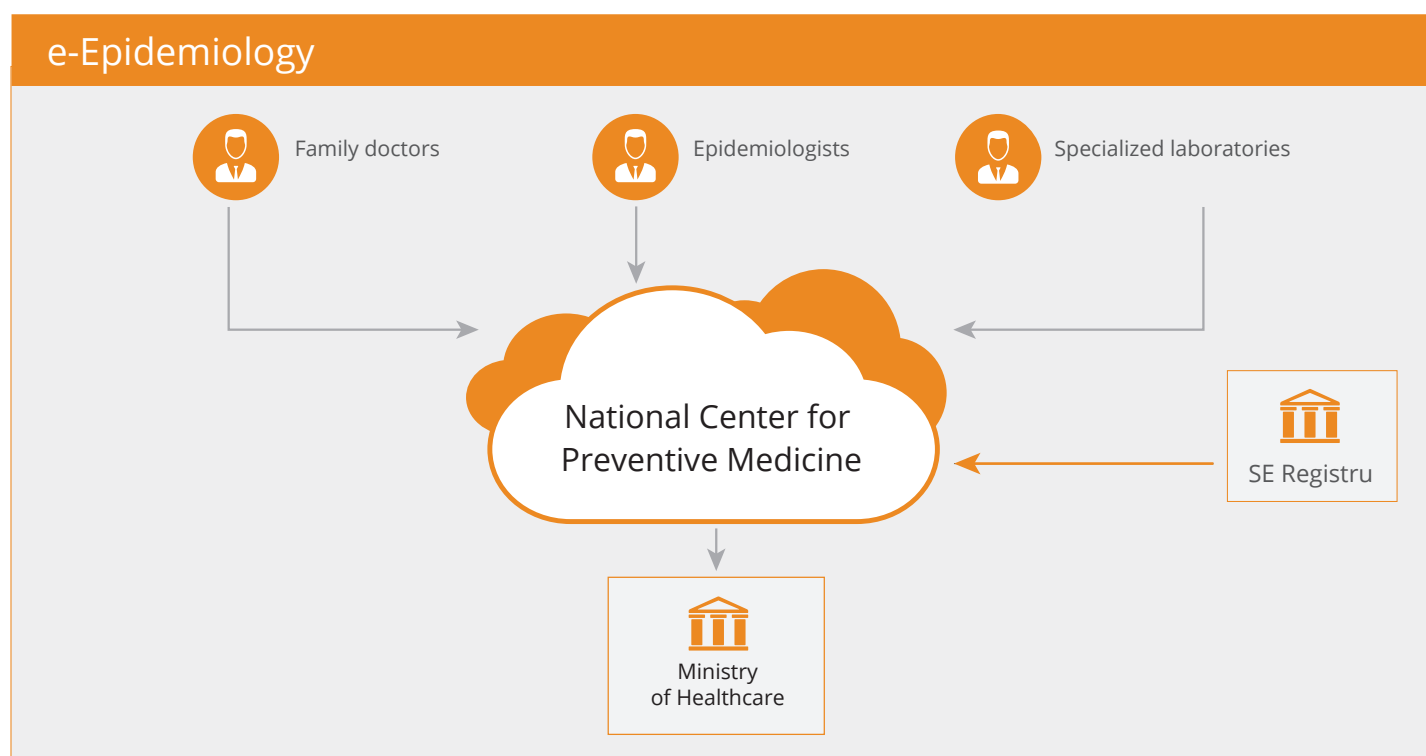 e-Epidemiology
Family doctors
Epidemiologists
Specialized laboratories
National Center for
Preventive Medicine
SE Registru
Ministry
of Healthcare